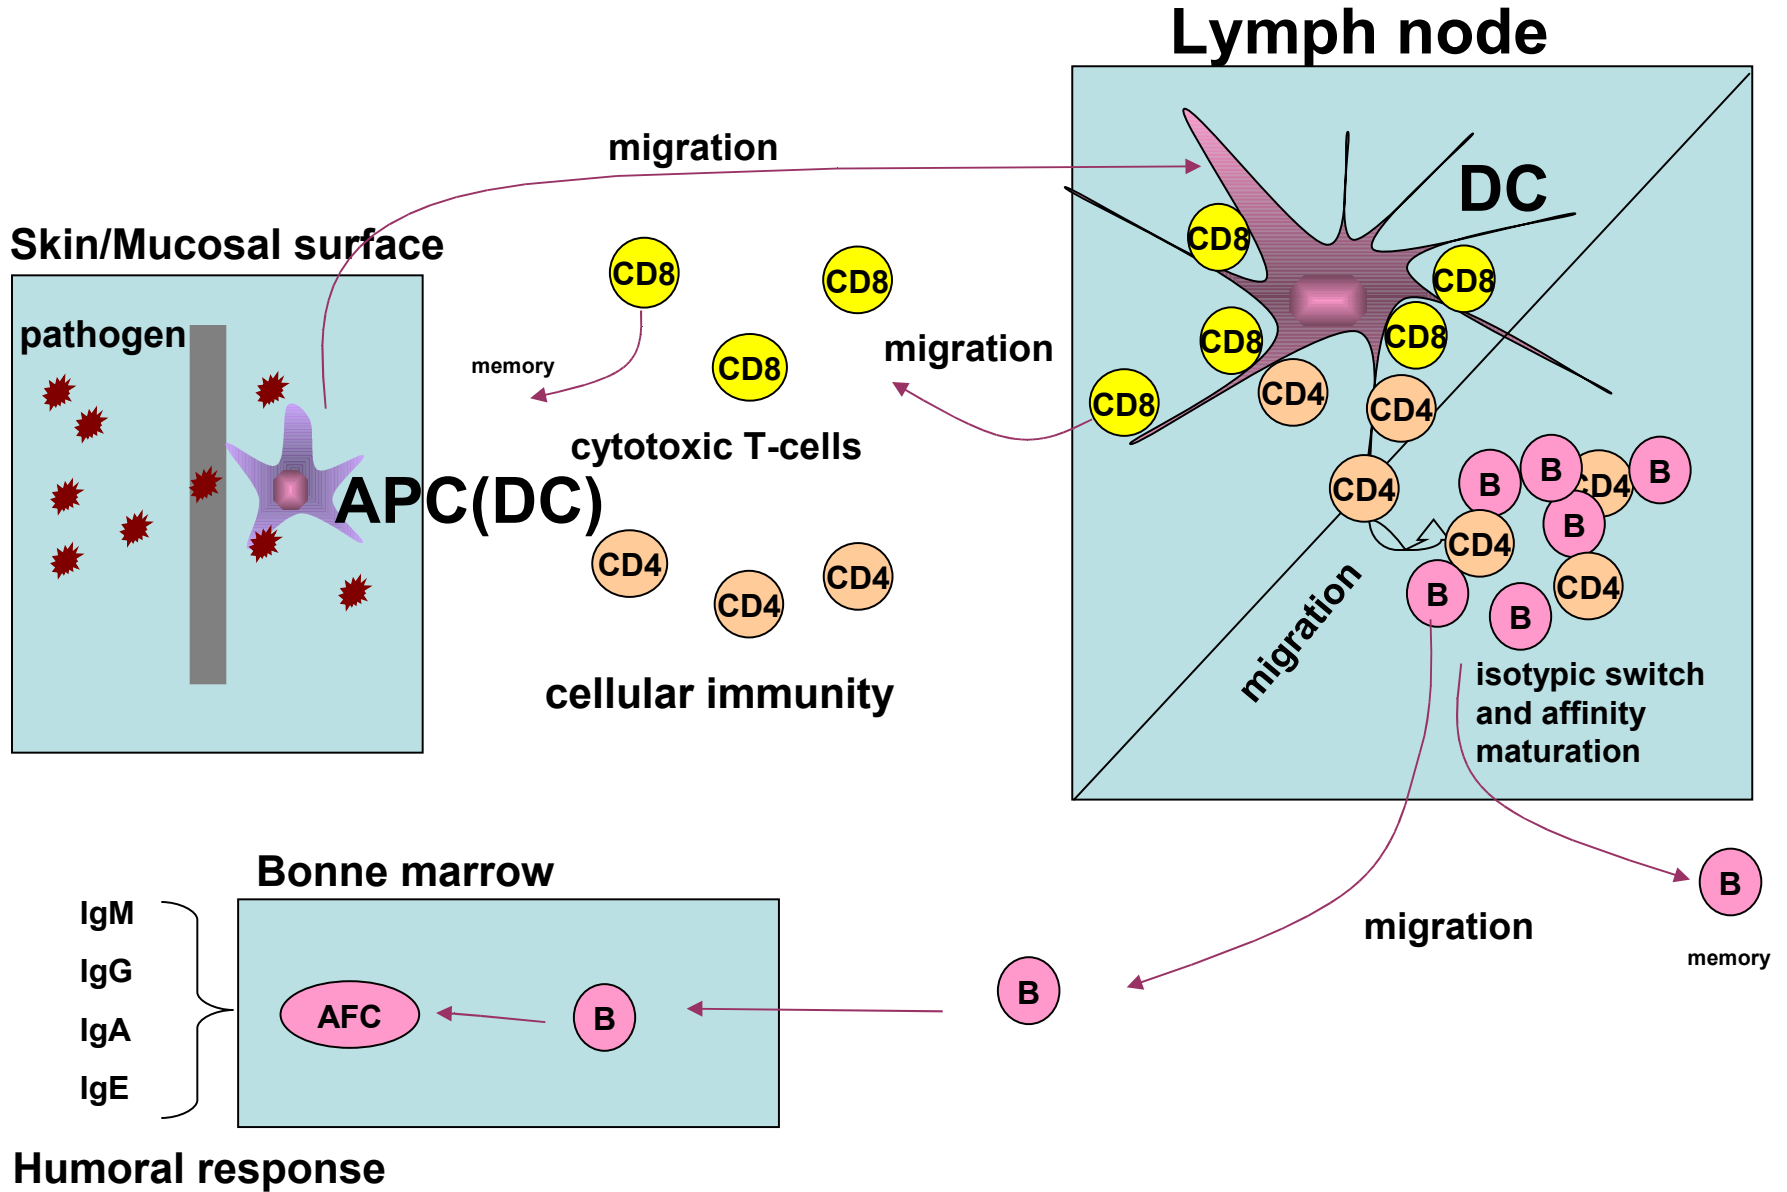 Lymph node
migration
DC
Skin/Mucosal surface
CD8
CD8
CD8
CD8
pathogen
CD8
CD8
migration
CD8
memory
CD8
CD4
CD4
CD8
cytotoxic T-cells
APC(DC)
CD4
B
B
CD4
B
B
CD4
CD4
CD4
CD4
CD4
CD4
B
B
migration
isotypic switch
and affinity
maturation
cellular immunity
Bonne marrow
B
memory
migration
IgM
IgG
IgA
IgE
AFC
B
B
Humoral response